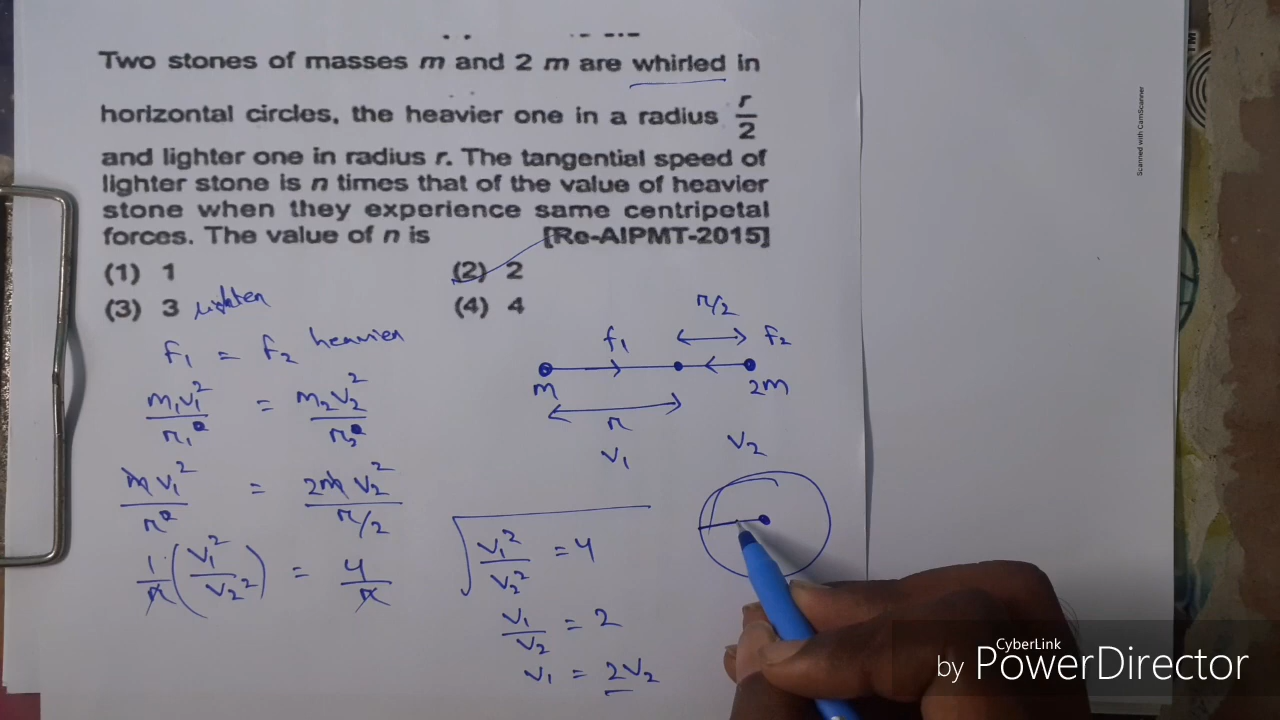 Two stones of masses m and 2 m are whirled in
horizontal circles, the heavier one in a radius r/2
and lighter one in radius r. The tangential speed of
lighter stone is n times that of the value of heavier
stone when they experience same centripetal
forces. The value of n is [Re-AIPMT-2015]
(1) 1 (2) 2
(3) 3 (4) 4
lighter
heavier
F₁ = F₂
m₁v₁²/r₁ = m₂v₂²/r₂
mv₁²/r = 2mv₂²/r/2
1/r (v₁²/v₂²) = 4/r
√ v₁²/v₂² = 4
v₁/v₂ = 2
v₁ = 2v₂
r/2
f₁ F₂
m 2m
r
v₁ v₂
Scanned with CamScanner
TM
CyberLink
by PowerDirector